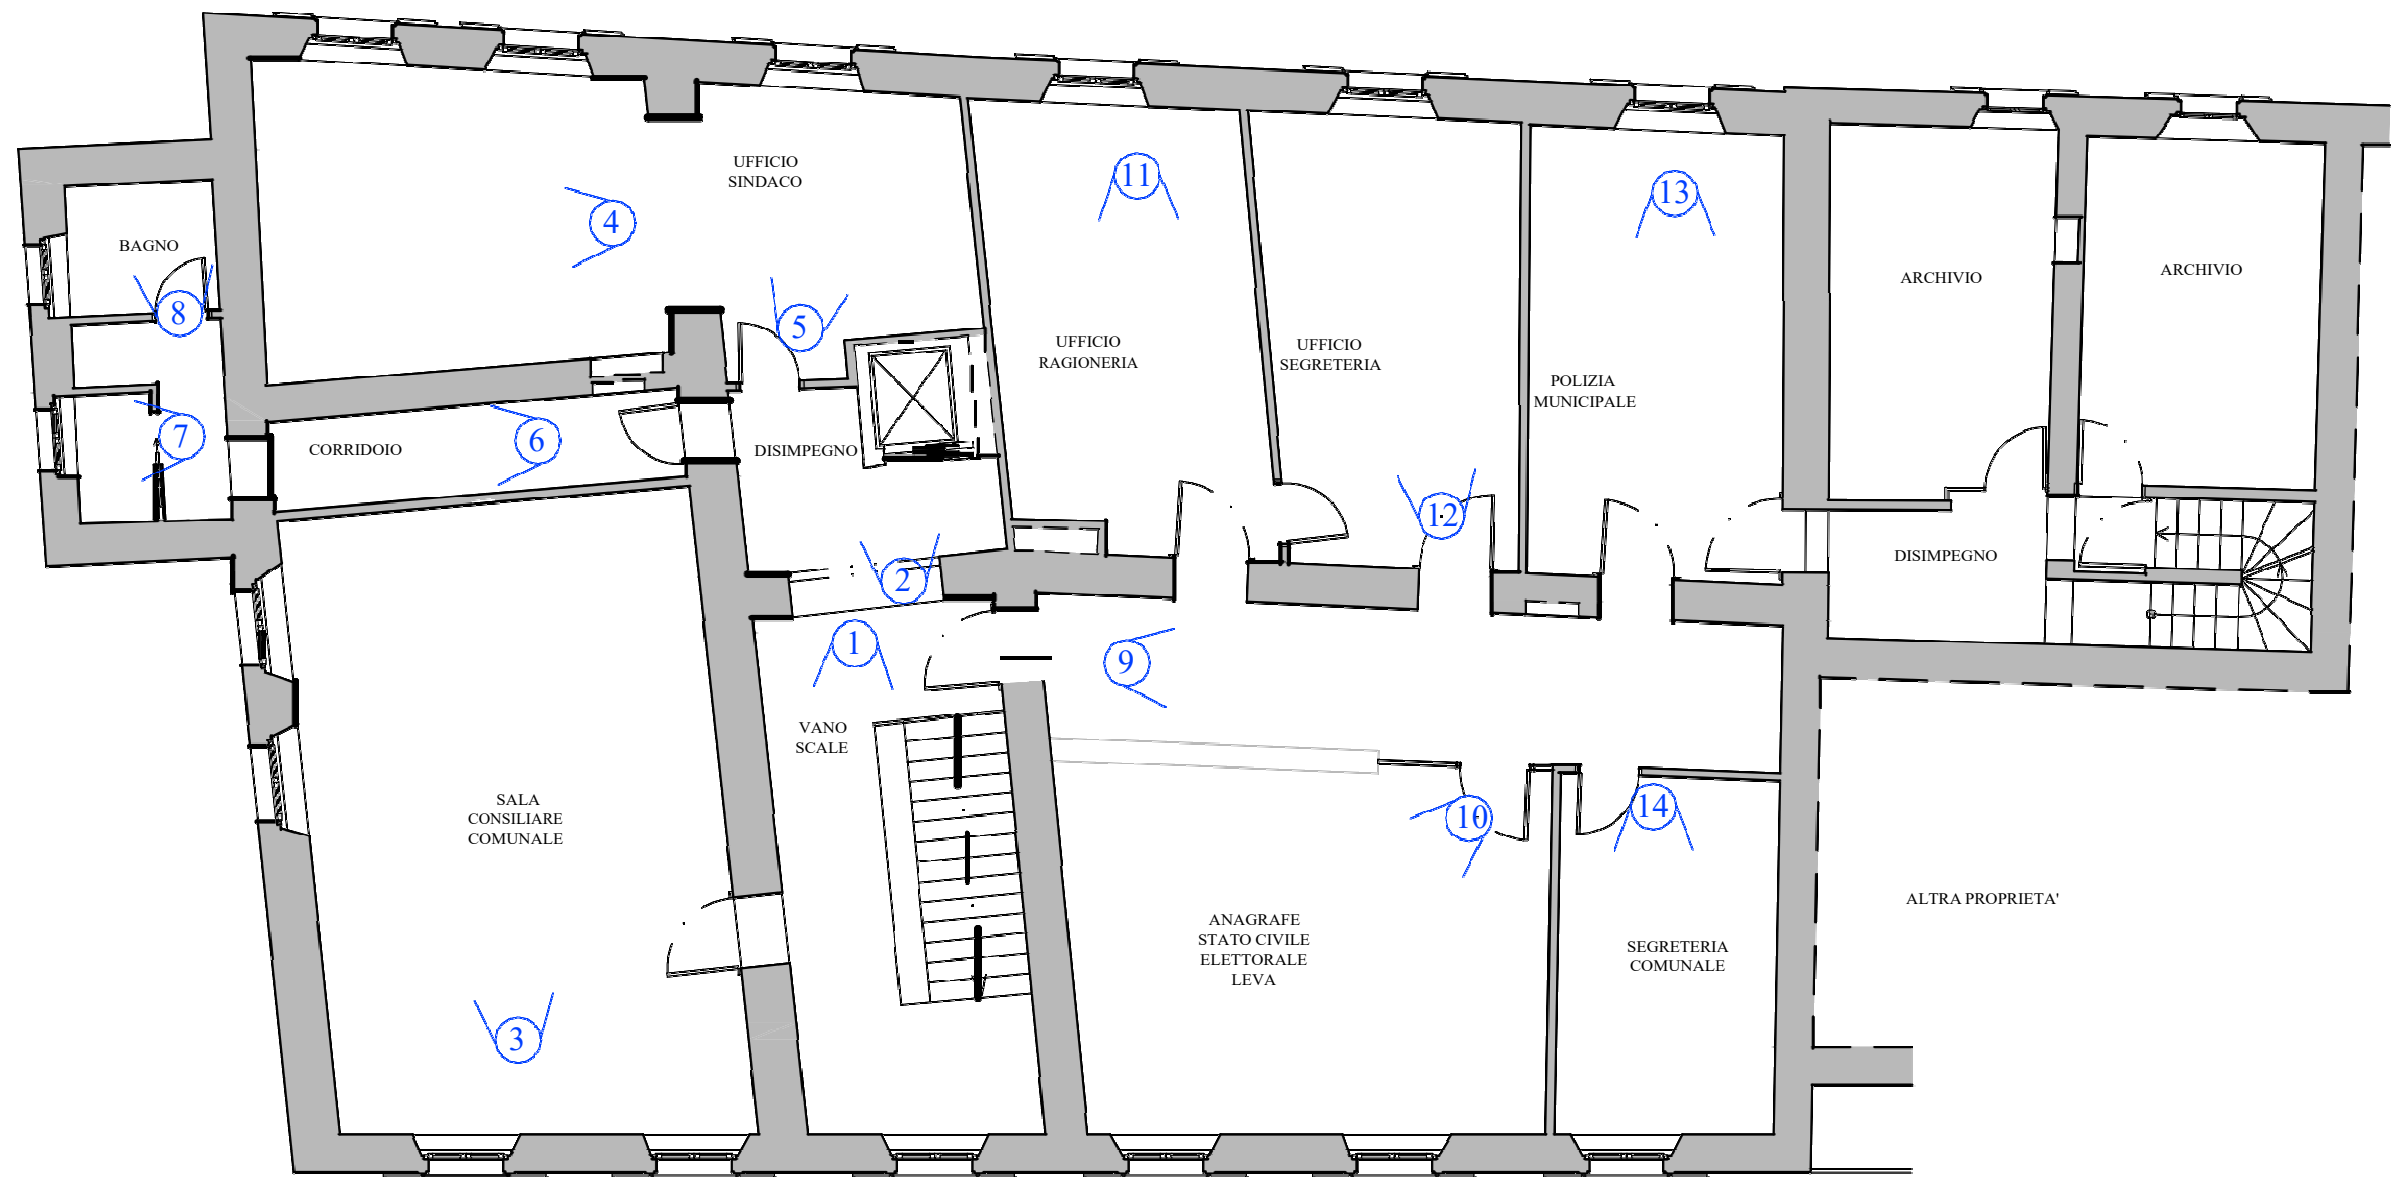 UFFICIO
SINDACO
11
13
4
BAGNO
ARCHIVIO
ARCHIVIO
8
5
UFFICIO
RAGIONERIA
UFFICIO
SEGRETERIA
POLIZIA
MUNICIPALE
7
CORRIDOIO
6
DISIMPEGNO
12
DISIMPEGNO
2
1
9
VANO
SCALE
SALA
CONSILIARE
COMUNALE
10
14
ANAGRAFE
STATO CIVILE
ELETTORALE
LEVA
SEGRETERIA
COMUNALE
ALTRA PROPRIETA'
3